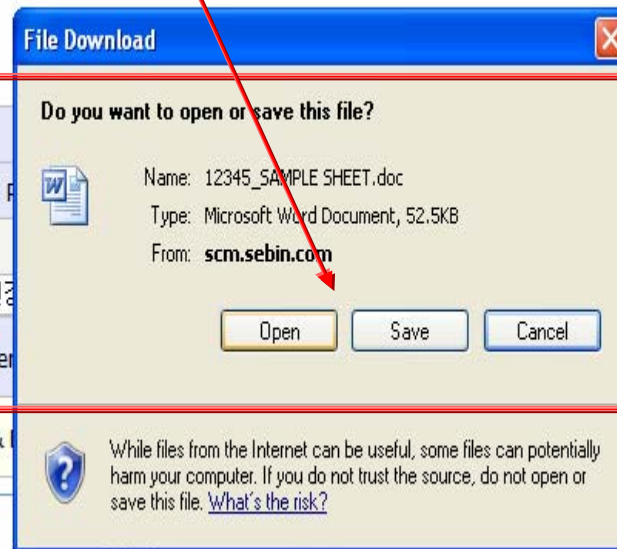 File Download
Do you want to open or save this file?
Name: 12345_SAMPLE SHEET.doc
Type: Microsoft Word Document, 52.5KB
From: scm.sebin.com
Open Save Cancel
While files from the Internet can be useful, some files can potentially
harm your computer. If you do not trust the source, do not open or
save this file. What's the risk?